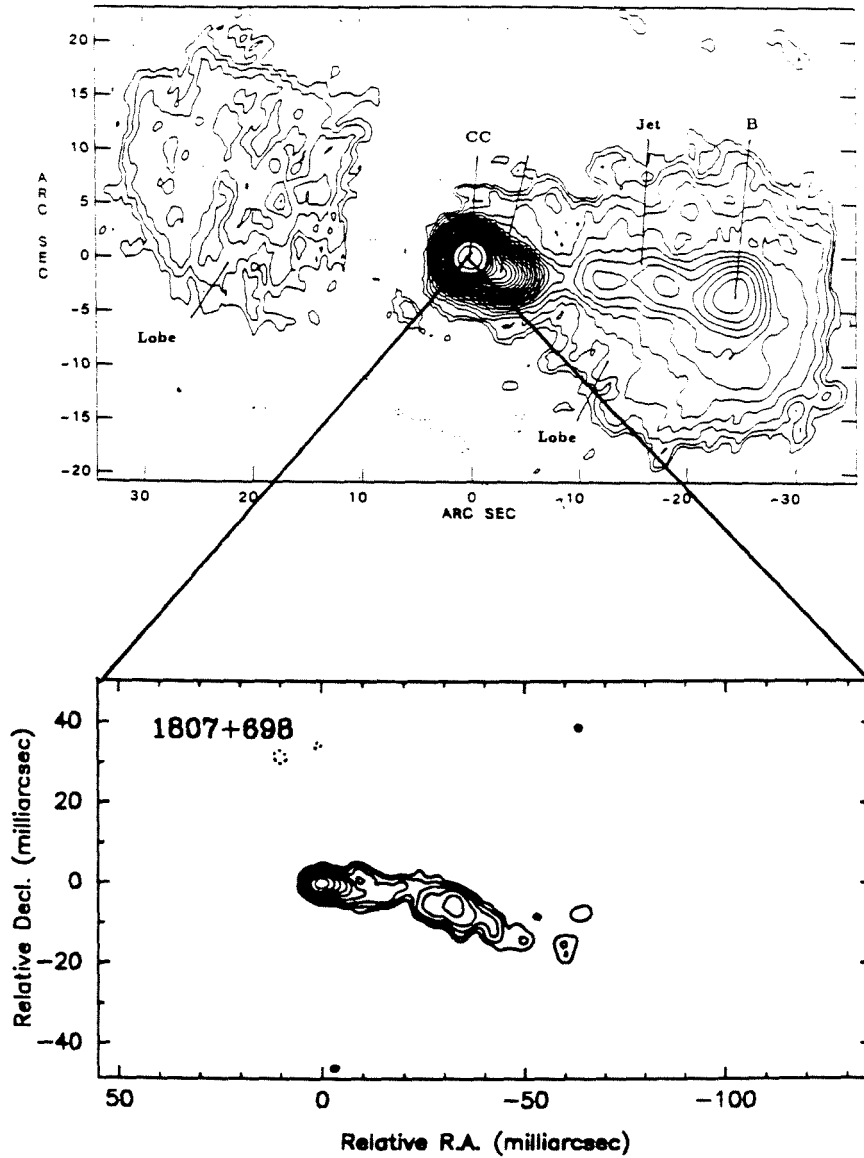 20
15
10
5
0
-5
-10
-15
-20
ARC SEC
CC
Jet
B
Lobe
Lobe
30 20 10 0 -10 -20 -30
ARC SEC
1807+698
40
20
0
-20
-40
Relative Decl. (milliarcsec)
50 0 -50 -100
Relative R.A. (milliarcsec)